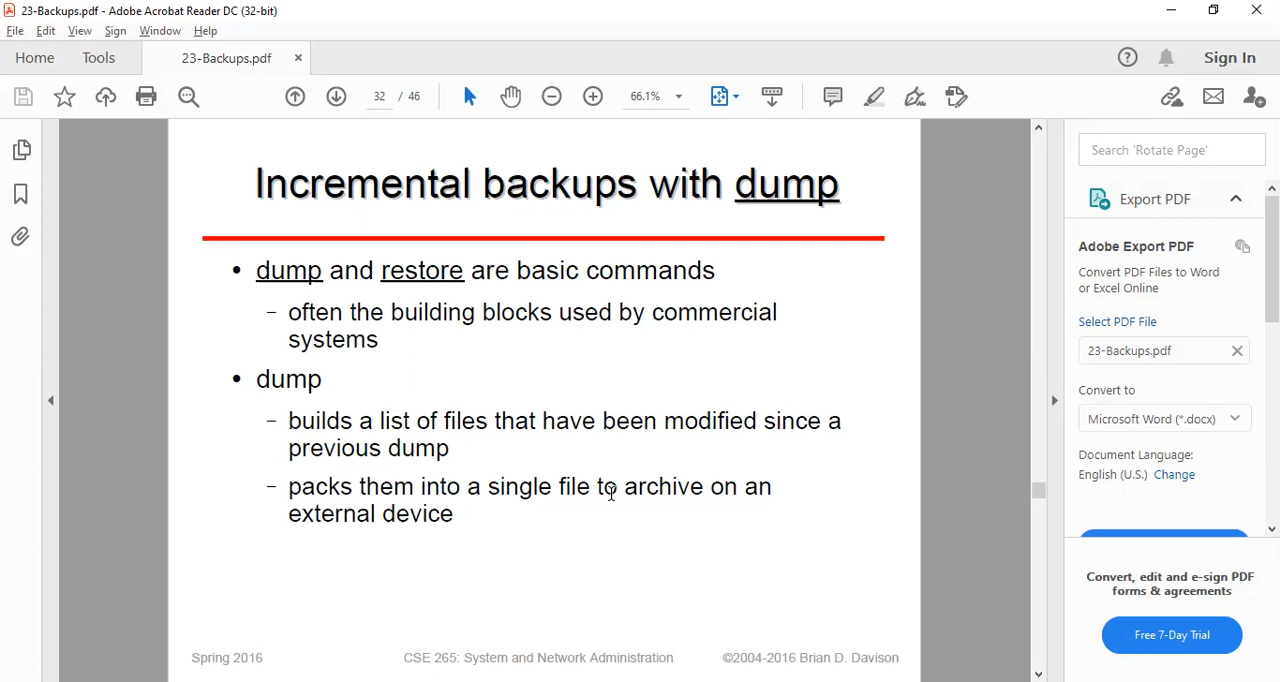 23-Backups.pdf - Adobe Acrobat Reader DC (32-bit)
File Edit View Sign Window Help
Home Tools 23-Backups.pdf × Sign In
32 / 46 66.1%
Incremental backups with dump
• dump and restore are basic commands
– often the building blocks used by commercial
systems
• dump
– builds a list of files that have been modified since a
previous dump
– packs them into a single file to archive on an
external device
Spring 2016 CSE 265: System and Network Administration ©2004-2016 Brian D. Davison
Search 'Rotate Page'
Export PDF
Adobe Export PDF
Convert PDF Files to Word
or Excel Online
Select PDF File
23-Backups.pdf
Convert to
Microsoft Word (*.docx)
Document Language:
English (U.S.) Change
Convert, edit and e-sign PDF
forms & agreements
Free 7-Day Trial